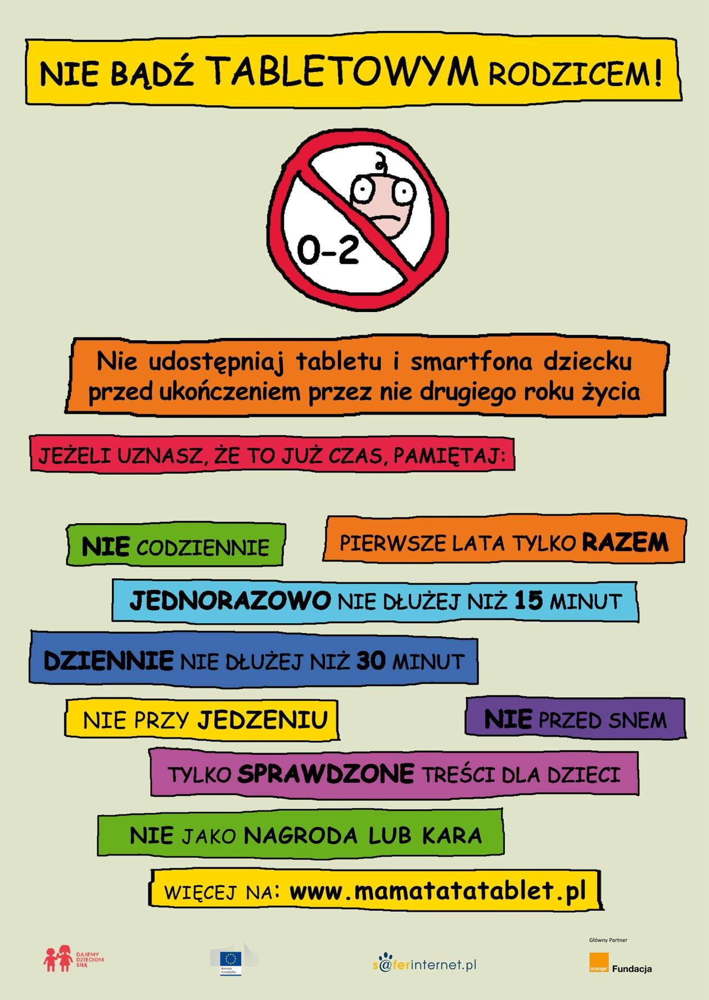 NIE BĄDŹ TABLETOWYM RODZICEM!
0-2
Nie udostępniaj tabletu i smartfona dziecku
przed ukończeniem przez nie drugiego roku życia
JEŻELI UZNASZ, ŻE TO JUŻ CZAS, PAMIĘTAJ:
NIE CODZIENNIE
PIERWSZE LATA TYLKO RAZEM
JEDNORAZOWO NIE DŁUŻEJ NIŻ 15 MINUT
DZIENNIE NIE DŁUŻEJ NIŻ 30 MINUT
NIE PRZY JEDZENIU
NIE PRZED SNEM
TYLKO SPRAWDZONE TREŚCI DLA DZIECI
NIE JAKO NAGRODA LUB KARA
WIĘCEJ NA: www.mamatatatablet.pl
DAJEMY
DZIECIOM
SIŁĘ
Komisja
Europejska
s@ferinternet.pl
Główny Partner
orange™ Fundacja